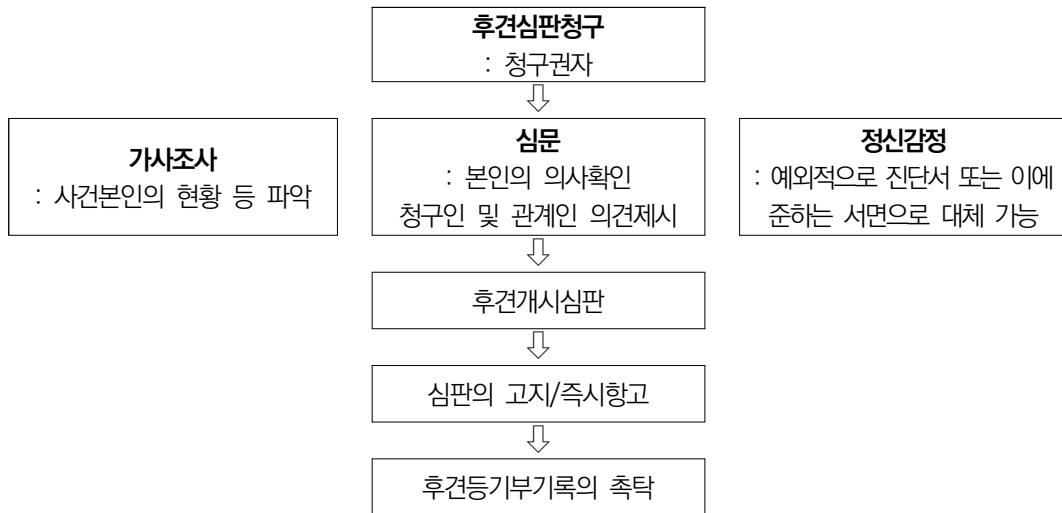 후견심판청구
: 청구권자
가사조사
: 사건본인의 현황 등 파악
심문
: 본인의 의사확인
청구인 및 관계인 의견제시
정신감정
: 예외적으로 진단서 또는 이에
준하는 서면으로 대체 가능
후견개시심판
심판의 고지/즉시항고
후견등기부기록의 촉탁